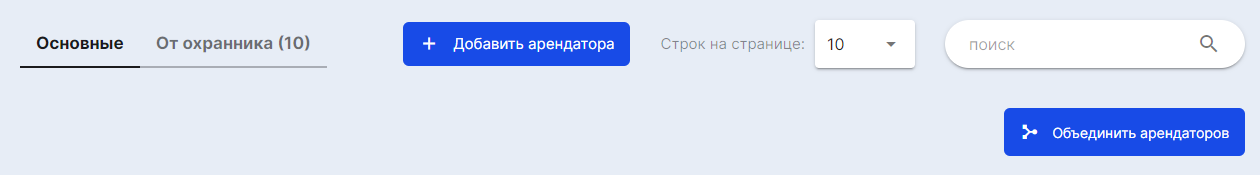 Основные От охранника (10) Добавить арендатора Строк на странице: 10 поиск
Объединить арендаторов